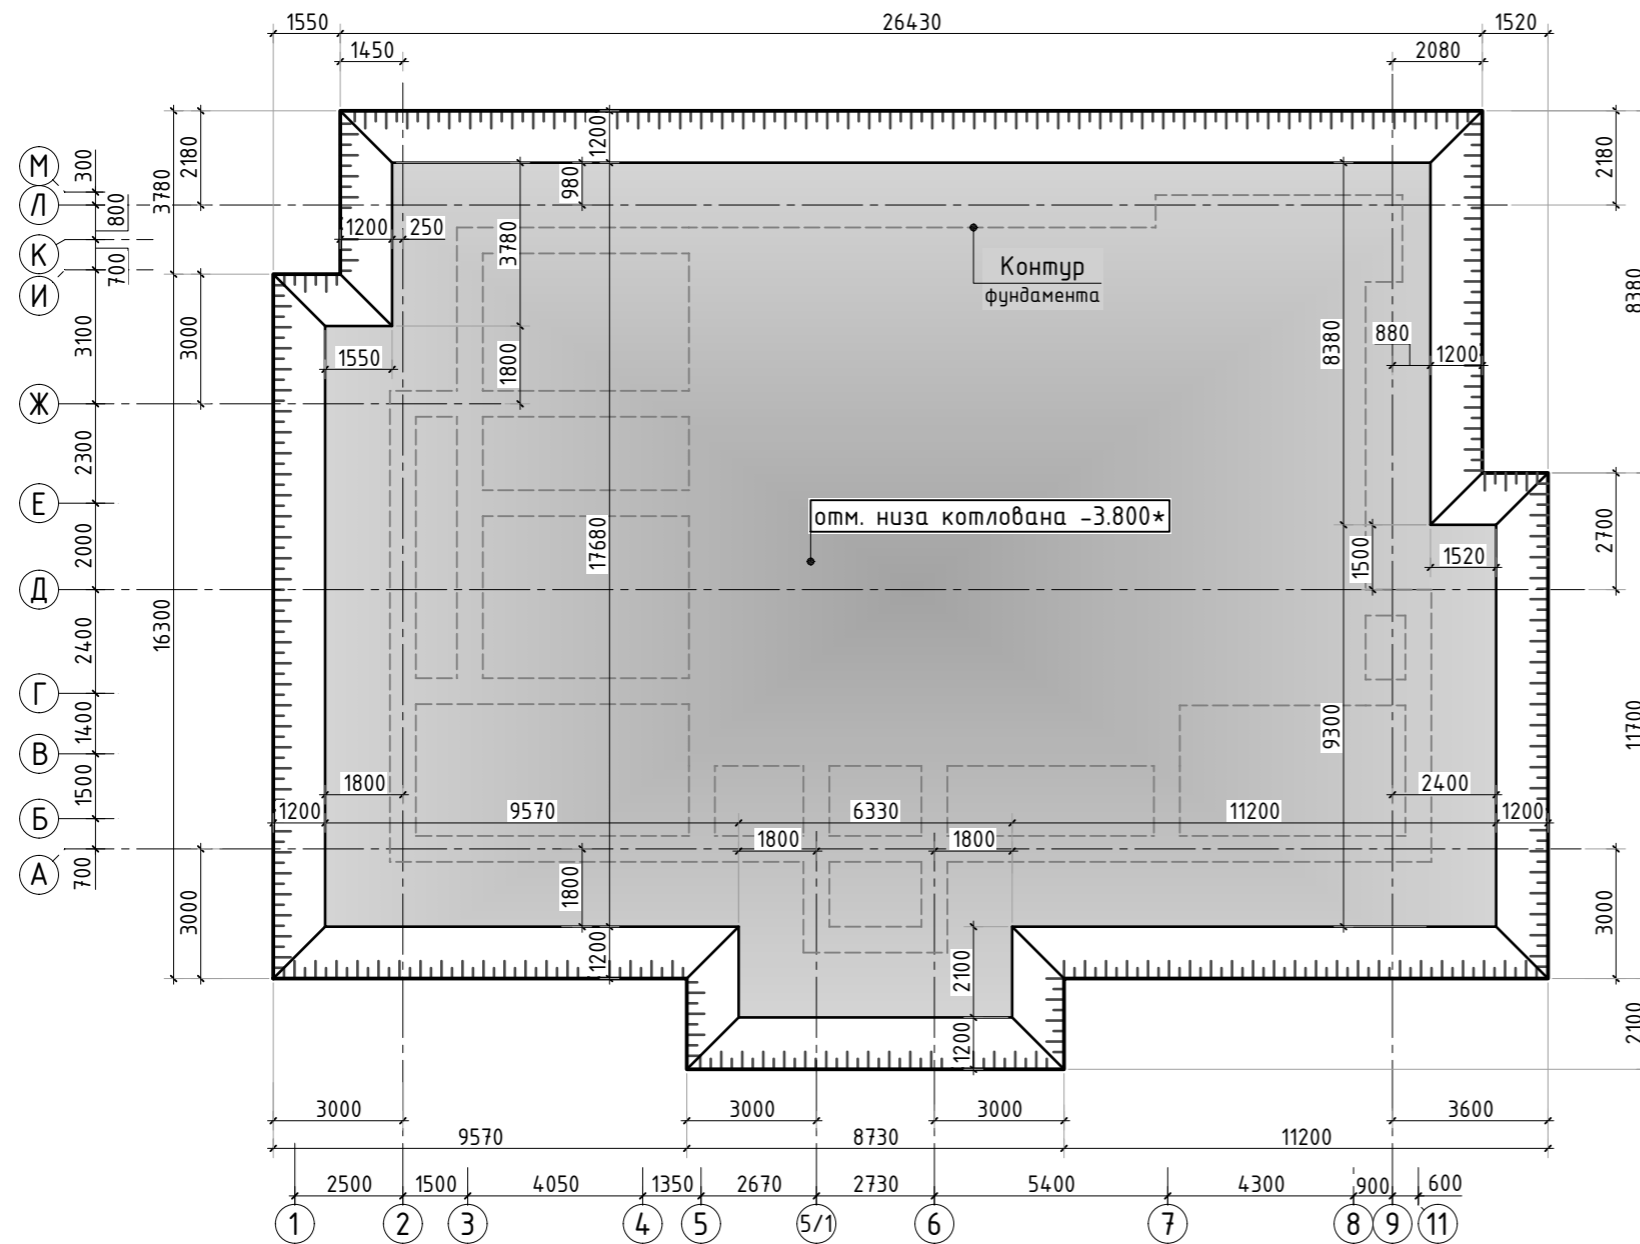 1550 26430 1520
1450 2080
2180 3780 1200 980 2180
М 300
Л 800
К 700
И
1200 250 3780
Контур
фундамента
8380
3100 3000 1550 1800 8380 880 1200
Ж
2300
Е
отм. низа котлована -3.800*
2000 17680 1500 1520 2700
Д
16300
2400
Г
1400 9300 11700
В
1500 1800 2400
1200 9570 6330 11200 1200
Б
1800 1800
А
700
3000 1800 3000
1200 2100 2100
1200
3000 3000 3000 3600
9570 8730 11200
2500 1500 4050 1350 2670 2730 5400 4300 900 600
1 2 3 4 5 5/1 6 7 8 9 11